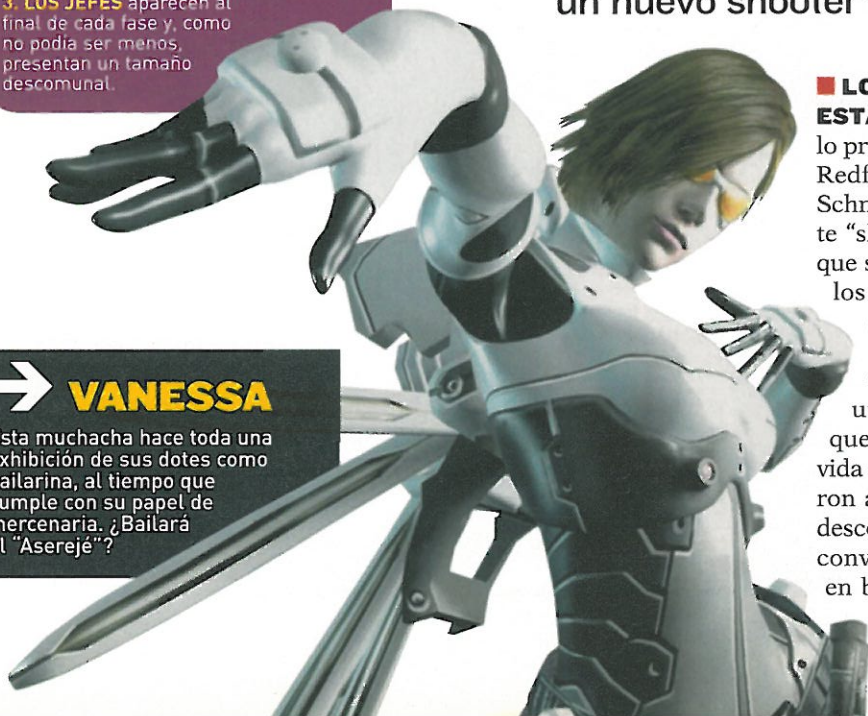 3. LOS JEFES aparecen al
final de cada fase y, como
no podía ser menos,
presentan un tamaño
descomunal.
un nuevo shooter
VANESSA
sta muchacha hace toda una
xhibición de sus dotes como
ailarina, al tiempo que
umple con su papel de
ercenaria. ¿Bailará
l “Aserejé”?
LO
ESTA
lo pr
Redf
Schn
te “s
que s
los
u
que
vida
ron a
desc
conv
en b